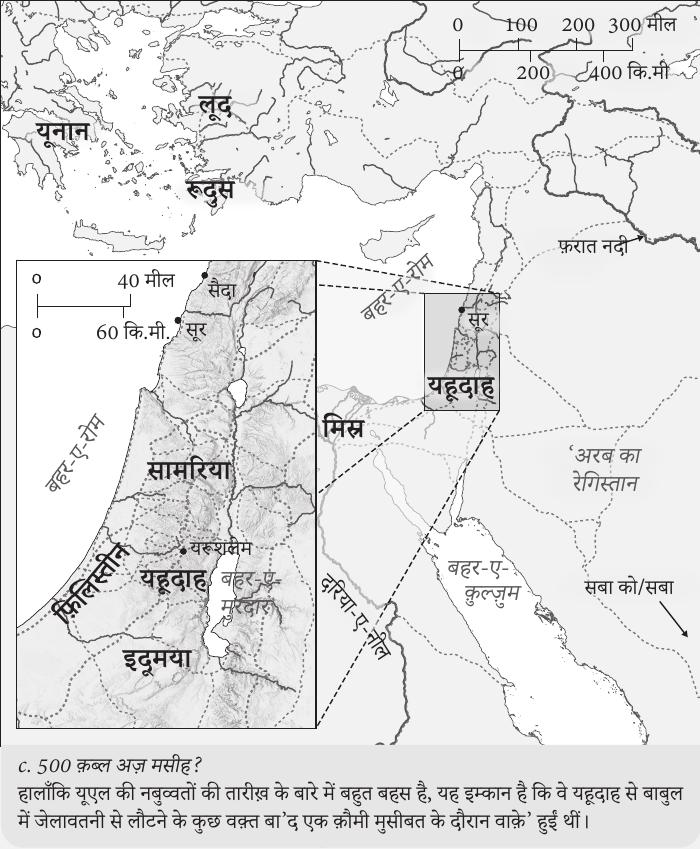 0 100 200 300 मील
0 200 400 कि.मी
लूद
यूनान
रूदुस
फ़रात नदी
बहर-ए-रोम
सूर
यहूदाह
मिस्र
‘अरब का
रेगिस्तान
बहर-ए-
क़ुल्ज़ुम
सबा को/सबा
दरिया-ए-नील
0 40 मील
0 60 कि.मी.
सैदा
सूर
बहर-ए-रोम
सामरिया
यरूशलेम
फ़िलिस्तीन
यहूदाह
बहर-ए-
मुरदार
इदूमया
c. 500 क़ब्ल अज़ मसीह?
हालाँकि यूएल की नबुव्वतों की तारीख़ के बारे में बहुत बहस है, यह इम्कान है कि वे यहूदाह से बाबुल
में जेलावतनी से लौटने के कुछ वक़्त बा’द एक क़ौमी मुसीबत के दौरान वाक़े’ हुईं थीं।